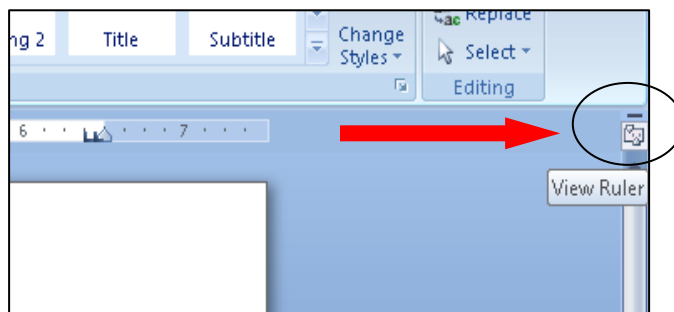 Replace
ng 2 Title Subtitle Change
Styles Select
Editing
6 7
View Ruler